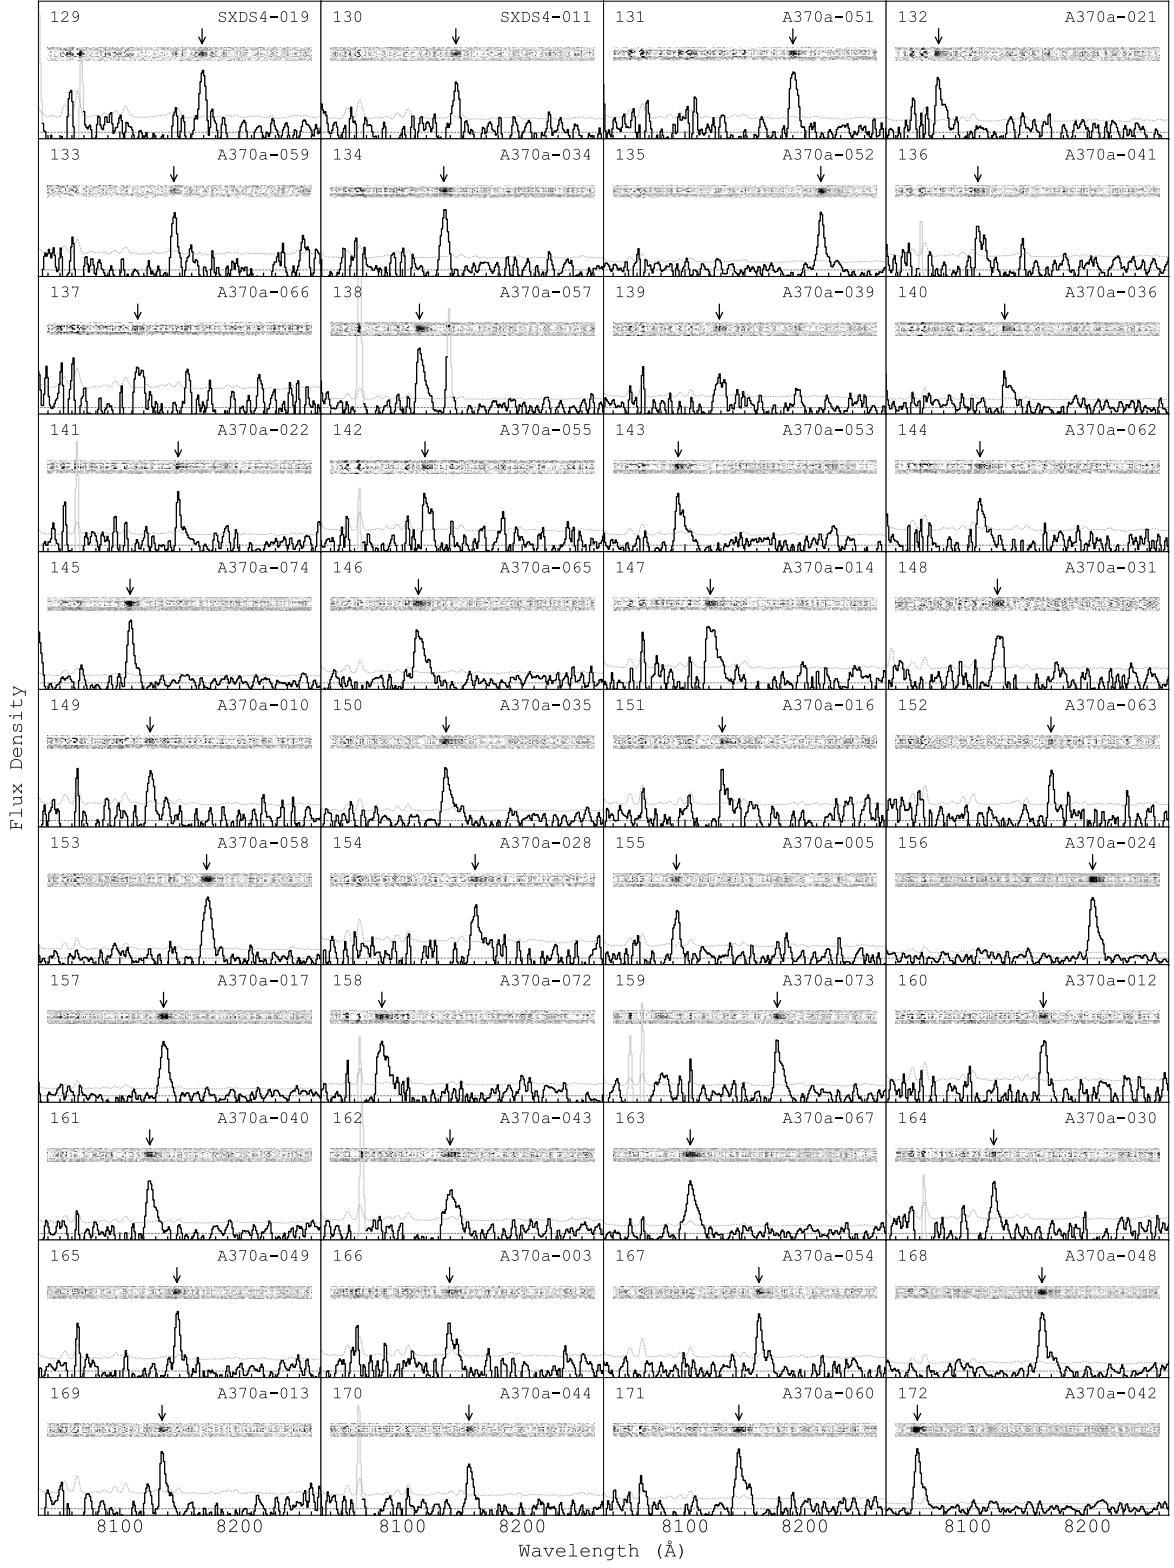 129 SXDS4-019 130 SXDS4-011 131 A370a-051 132 A370a-021
133 A370a-059 134 A370a-034 135 A370a-052 136 A370a-041
137 A370a-066 138 A370a-057 139 A370a-039 140 A370a-036
141 A370a-022 142 A370a-055 143 A370a-053 144 A370a-062
145 A370a-074 146 A370a-065 147 A370a-014 148 A370a-031
149 A370a-010 150 A370a-035 151 A370a-016 152 A370a-063
153 A370a-058 154 A370a-028 155 A370a-005 156 A370a-024
157 A370a-017 158 A370a-072 159 A370a-073 160 A370a-012
161 A370a-040 162 A370a-043 163 A370a-067 164 A370a-030
165 A370a-049 166 A370a-003 167 A370a-054 168 A370a-048
169 A370a-013 170 A370a-044 171 A370a-060 172 A370a-042
Flux Density
8100 8200 8100 8200 8100 8200 8100 8200
Wavelength (Å)